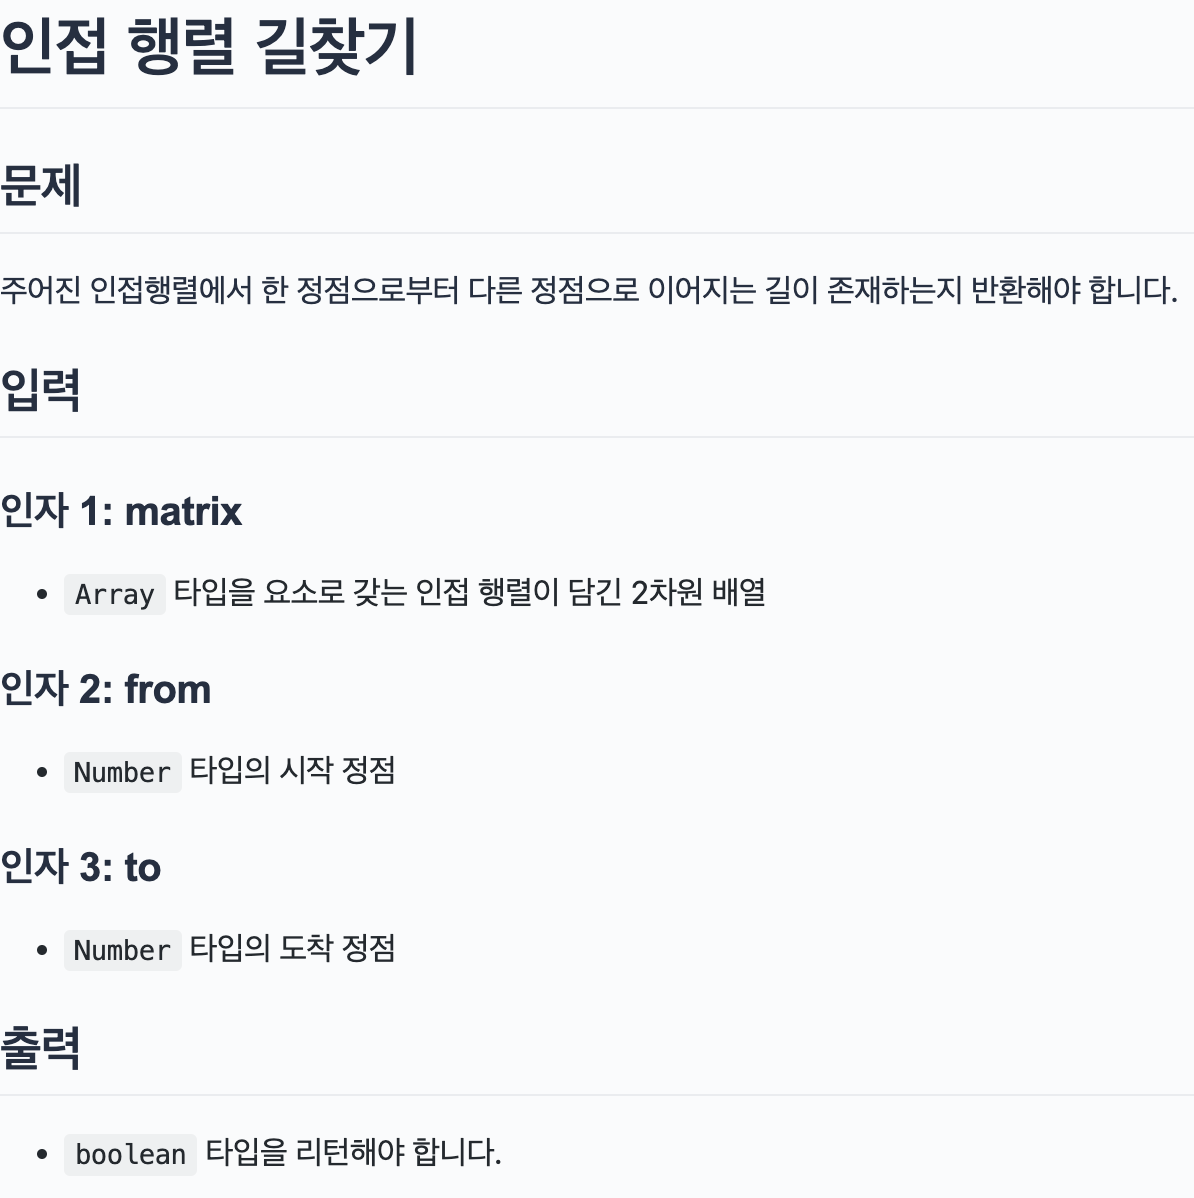 인접 행렬 길찾기
문제
주어진 인접행렬에서 한 정점으로부터 다른 정점으로 이어지는 길이 존재하는지 반환해야 합니다.
입력
인자 1: matrix
• Array 타입을 요소로 갖는 인접 행렬이 담긴 2차원 배열
인자 2: from
• Number 타입의 시작 정점
인자 3: to
• Number 타입의 도착 정점
출력
• boolean 타입을 리턴해야 합니다.